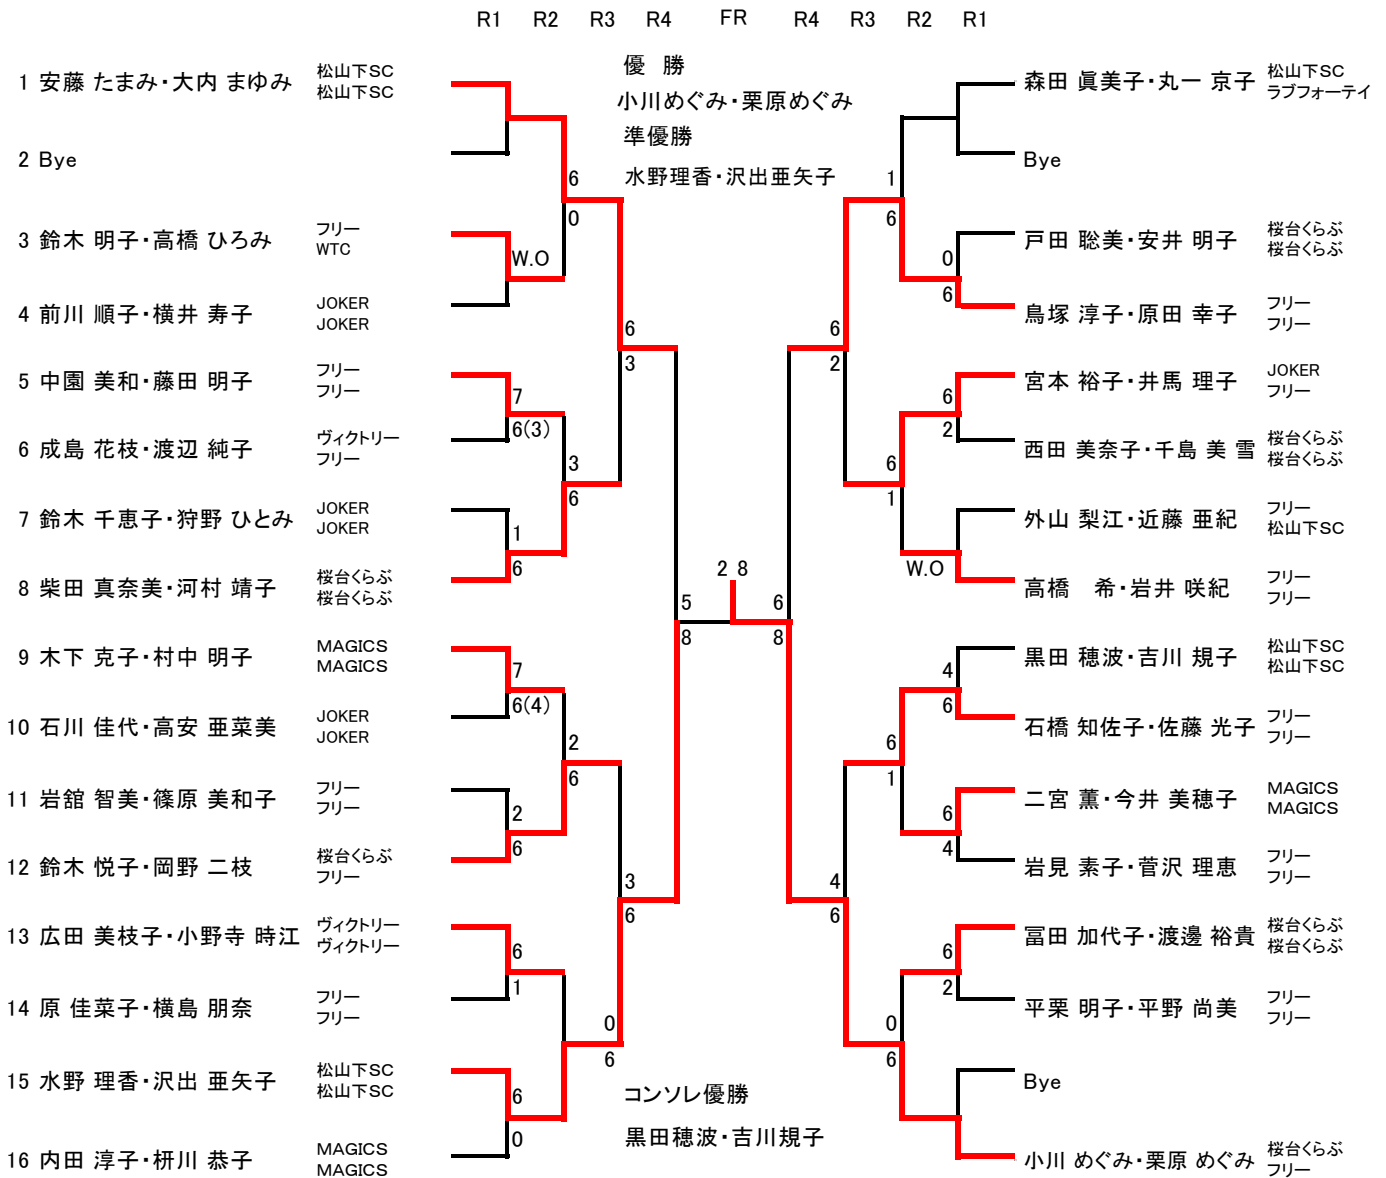 R1 R2 R3 R4 FR R4 R3 R2 R1
優 勝
小川めぐみ・栗原めぐみ
準優勝
水野理香・沢出亜矢子
1 安藤 たまみ・大内 まゆみ 松山下SC
松山下SC
2 Bye
6
0
3 鈴木 明子・高橋 ひろみ フリー
WTC
W.O
4 前川 順子・横井 寿子 JOKER
JOKER
6
3
5 中園 美和・藤田 明子 フリー
フリー
7
6(3)
6 成島 花枝・渡辺 純子 ヴィクトリー
フリー
3
6
7 鈴木 千恵子・狩野 ひとみ JOKER
JOKER
1
6
8 柴田 真奈美・河村 靖子 桜台くらぶ
桜台くらぶ
5
8
9 木下 克子・村中 明子 MAGICS
MAGICS
7
6(4)
10 石川 佳代・高安 亜菜美 JOKER
JOKER
2
6
11 岩舘 智美・篠原 美和子 フリー
フリー
2
6
12 鈴木 悦子・岡野 二枝 桜台くらぶ
フリー
3
6
13 広田 美枝子・小野寺 時江 ヴィクトリー
ヴィクトリー
6
1
14 原 佳菜子・横島 朋奈 フリー
フリー
0
6
15 水野 理香・沢出 亜矢子 松山下SC
松山下SC
6
0
16 内田 淳子・枡川 恭子 MAGICS
MAGICS
2 8
森田 眞美子・丸一 京子 松山下SC
ラブフォーテイ
Bye
1
6
戸田 聡美・安井 明子 桜台くらぶ
桜台くらぶ
0
6
鳥塚 淳子・原田 幸子 フリー
フリー
6
2
宮本 裕子・井馬 理子 JOKER
フリー
6
2
西田 美奈子・千島 美 雪 桜台くらぶ
桜台くらぶ
6
1
外山 梨江・近藤 亜紀 フリー
松山下SC
W.O
高橋 希・岩井 咲紀 フリー
フリー
6
8
黒田 穂波・吉川 規子 松山下SC
松山下SC
4
6
石橋 知佐子・佐藤 光子 フリー
フリー
6
1
二宮 薫・今井 美穂子 MAGICS
MAGICS
6
4
岩見 素子・菅沢 理恵 フリー
フリー
4
6
冨田 加代子・渡邊 裕貴 桜台くらぶ
桜台くらぶ
6
2
平栗 明子・平野 尚美 フリー
フリー
0
6
Bye
小川 めぐみ・栗原 めぐみ 桜台くらぶ
フリー
コンソレ優勝
黒田穂波・吉川規子